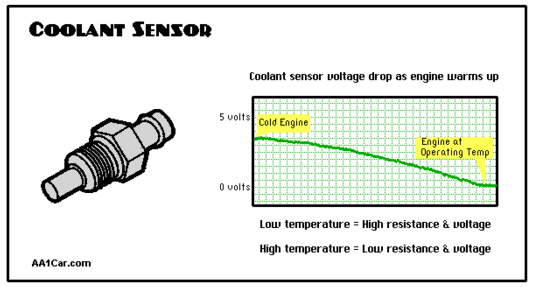 COOLANT SENSOR
Coolant sensor voltage drop as engine warms up
5 volts
Cold Engine
Engine at
Operating Temp
0 volts
Low temperature = High resistance & voltage
High temperature = Low resistance & voltage
AA1Car.com